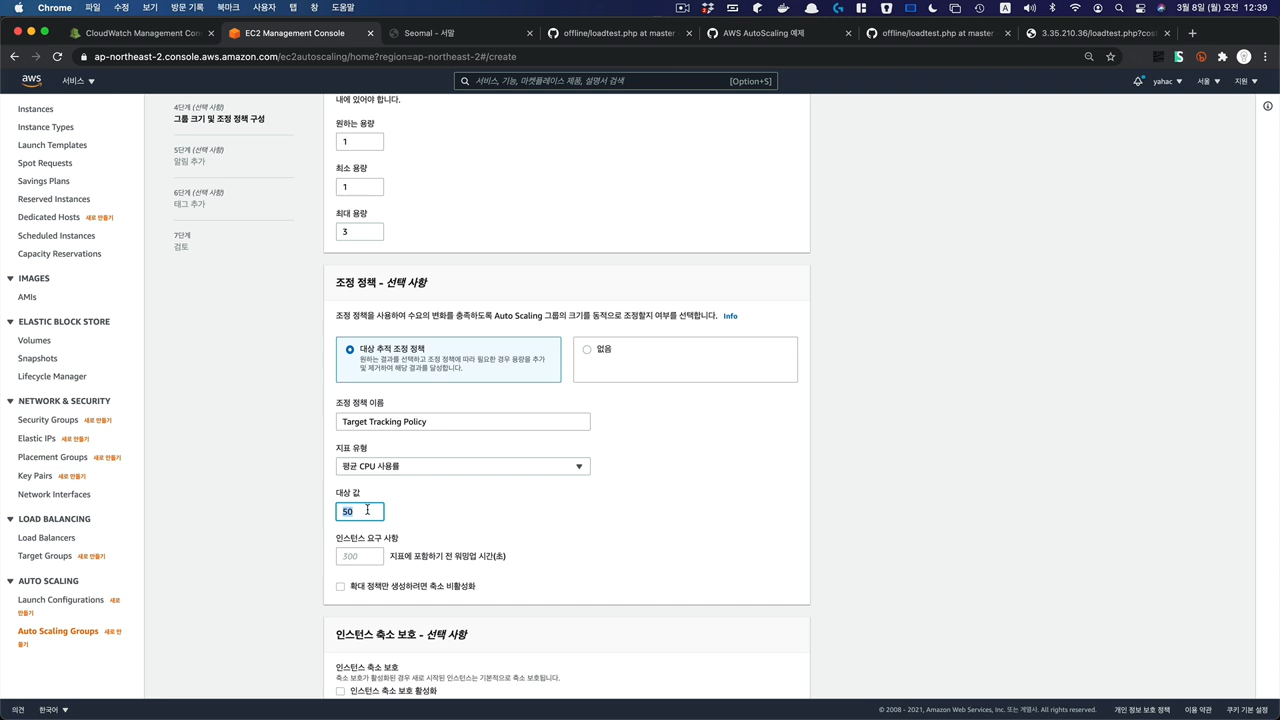 Chrome 파일 수정 보기 방문 기록 북마크 사용자 탭 창 도움말
3월 8일 (월) 오전 12:39
CloudWatch Management Con
EC2 Management Console
Seomal - 서말
offline/loadtest.py at master
AWS AutoScaling 예제
offline/loadtest.py at master
3.35.210.36/loadtest.php?cost
ap-northeast-2.console.aws.amazon.com/ec2autoscaling/home?region=ap-northeast-2#/create
aws
서비스
서비스, 기능, 마켓플레이스 제품, 설명서 검색
[Option+S]
yahac
서울
지원
Instances
Instance Types
Launch Templates
Spot Requests
Savings Plans
Reserved Instances
Dedicated Hosts 새로 만들기
Scheduled Instances
Capacity Reservations
IMAGES
AMIs
ELASTIC BLOCK STORE
Volumes
Snapshots
Lifecycle Manager
NETWORK & SECURITY
Security Groups 새로 만들기
Elastic IPs 새로 만들기
Placement Groups 새로 만들기
Key Pairs 새로 만들기
Network Interfaces
LOAD BALANCING
Load Balancers
Target Groups 새로 만들기
AUTO SCALING
Launch Configurations 새로
만들기
Auto Scaling Groups 새로 만
들기
4단계 (선택 사항)
그룹 크기 및 조정 정책 구성
5단계 (선택 사항)
알림 추가
6단계 (선택 사항)
태그 추가
7단계
검토
내에 있어야 합니다.
원하는 용량
1
최소 용량
1
최대 용량
3
조정 정책 - 선택 사항
조정 정책을 사용하여 수요의 변화를 충족하도록 Auto Scaling 그룹의 크기를 동적으로 조정할지 여부를 선택합니다. Info
대상 추적 조정 정책
원하는 결과를 선택하고 조정 정책에 따라 필요한 경우 용량을 추가
및 제거하여 해당 결과를 달성합니다.
없음
조정 정책 이름
Target Tracking Policy
지표 유형
평균 CPU 사용률
대상 값
50
인스턴스 요구 사항
300 지표에 포함하기 전 워밍업 시간(초)
확대 정책만 생성하려면 축소 비활성화
인스턴스 축소 보호 - 선택 사항
인스턴스 축소 보호
축소 보호가 활성화된 경우 새로 시작된 인스턴스는 기본적으로 축소 보호됩니다.
인스턴스 축소 보호 활성화
의견
한국어
© 2008 - 2021, Amazon Web Services, Inc. 또는 계열사. All rights reserved.
개인 정보 보호 정책
이용 약관
쿠키 기본 설정